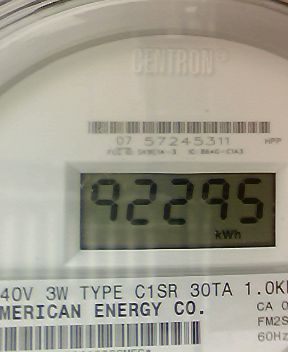 CENTRON®
07 57245311 HPP
92295
kWh
40V 3W TYPE C1SR 30TA 1.0K
MERICAN ENERGY CO. CA 0
FM2S
60Hz